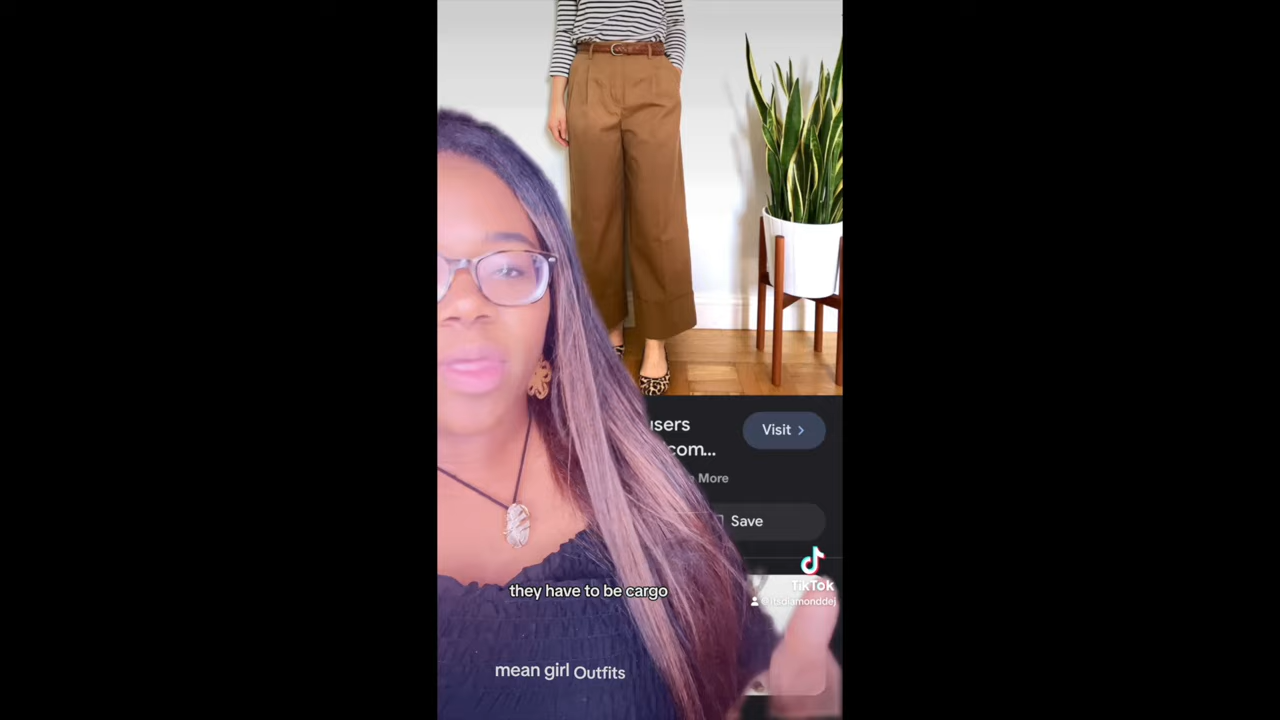 users
Visit >
com...
More
Save
TikTok
they have to be cargo
mean girl Outfits